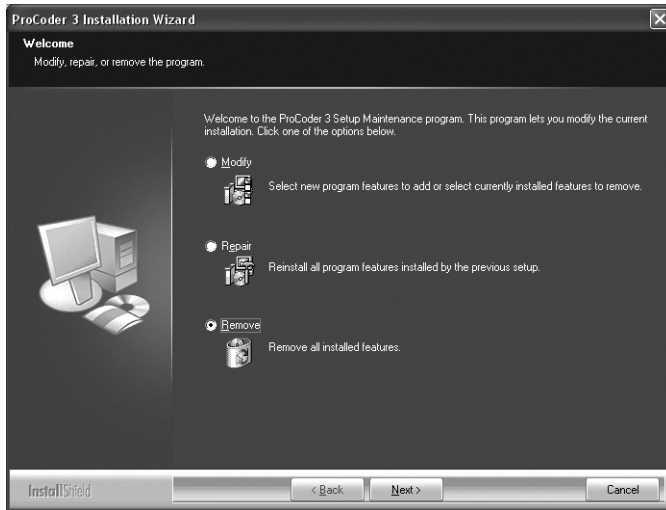 ProCoder 3 Installation Wizard
Welcome
Modify, repair, or remove the program.
Welcome to the ProCoder 3 Setup Maintenance program. This program lets you modify the current
installation. Click one of the options below.
Modify
Select new program features to add or select currently installed features to remove.
Repair
Reinstall all program features installed by the previous setup.
Remove
Remove all installed features.
InstallShield
< Back
Next >
Cancel